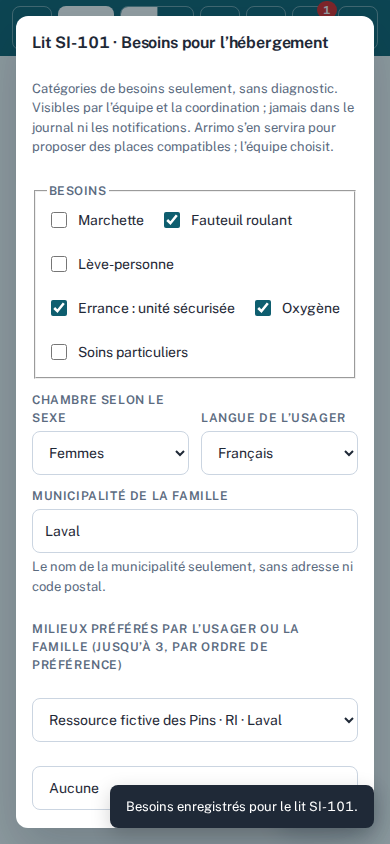 1
Lit SI-101 · Besoins pour l’hébergement
Catégories de besoins seulement, sans diagnostic.
Visibles par l’équipe et la coordination ; jamais dans le
journal ni les notifications. Arrimo s’en servira pour
proposer des places compatibles ; l’équipe choisit.
BESOINS
Marchette Fauteuil roulant
Lève-personne
Errance : unité sécurisée Oxygène
Soins particuliers
CHAMBRE SELON LE
SEXE
LANGUE DE L’USAGER
Femmes Français
MUNICIPALITÉ DE LA FAMILLE
Laval
Le nom de la municipalité seulement, sans adresse ni
code postal.
MILIEUX PRÉFÉRÉS PAR L’USAGER OU LA
FAMILLE (JUSQU’À 3, PAR ORDRE DE
PRÉFÉRENCE)
Ressource fictive des Pins · RI · Laval
Aucune
Besoins enregistrés pour le lit SI-101.